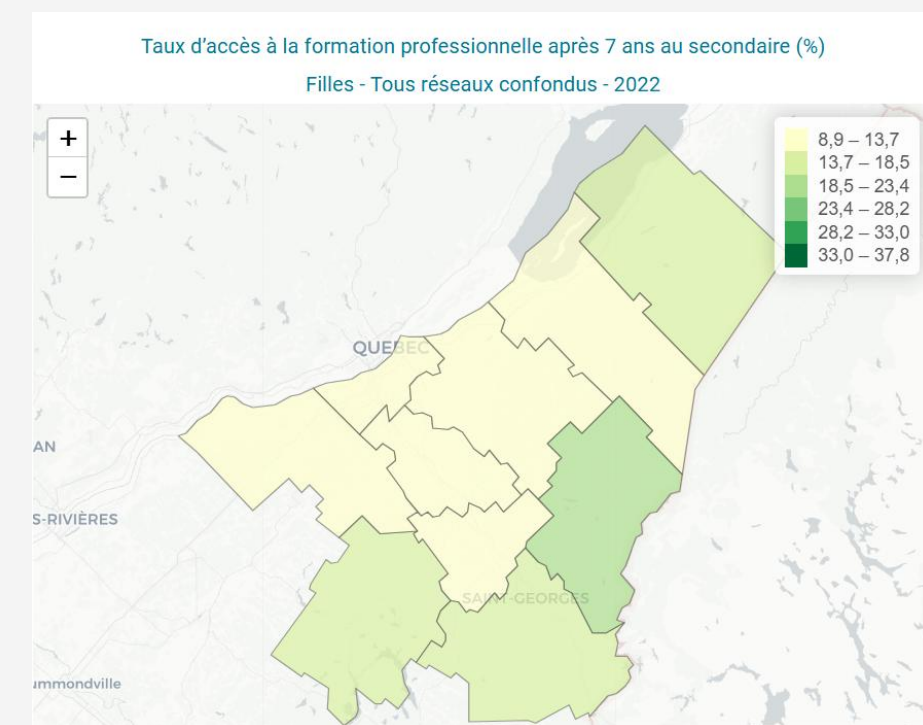 Taux d’accès à la formation professionnelle après 7 ans au secondaire (%)
Filles - Tous réseaux confondus - 2022
+
−
8,9 – 13,7
13,7 – 18,5
18,5 – 23,4
23,4 – 28,2
28,2 – 33,0
33,0 – 37,8
QUEBEC
AN
S-RIVIÈRES
SAINT-GEORGES
ummondville